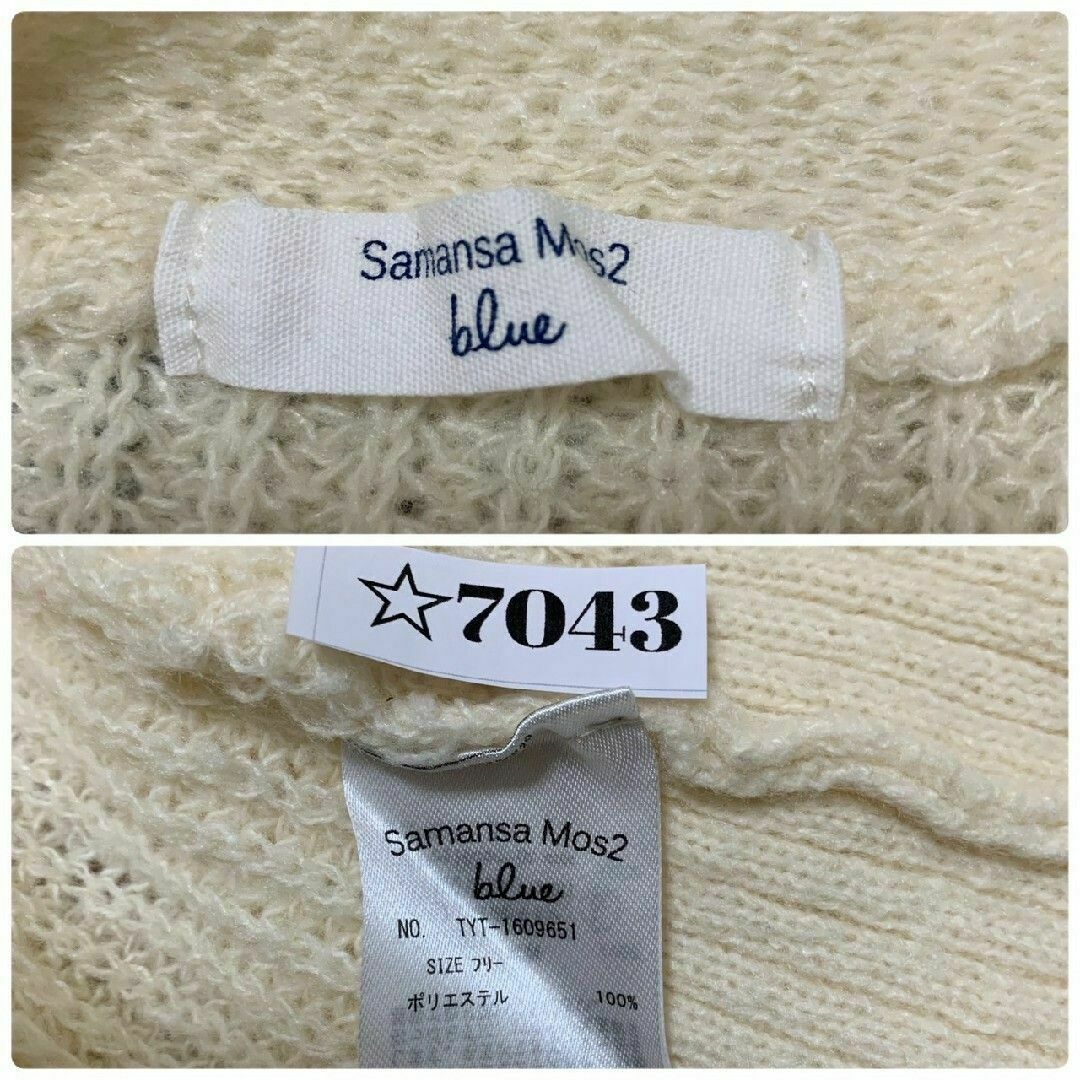 Samansa Mos2
blue
☆7043
Samansa Mos2
blue
NO. TYT-1609651
SIZE フリー
ポリエステル 100%